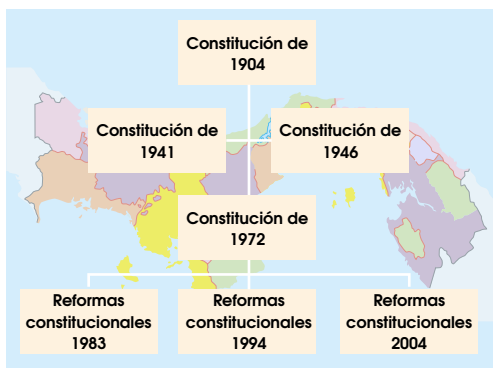 Constitución de
1904
Constitución de
1941
Constitución de
1946
Constitución de
1972
Reformas
constitucionales
1983
Reformas
constitucionales
1994
Reformas
constitucionales
2004